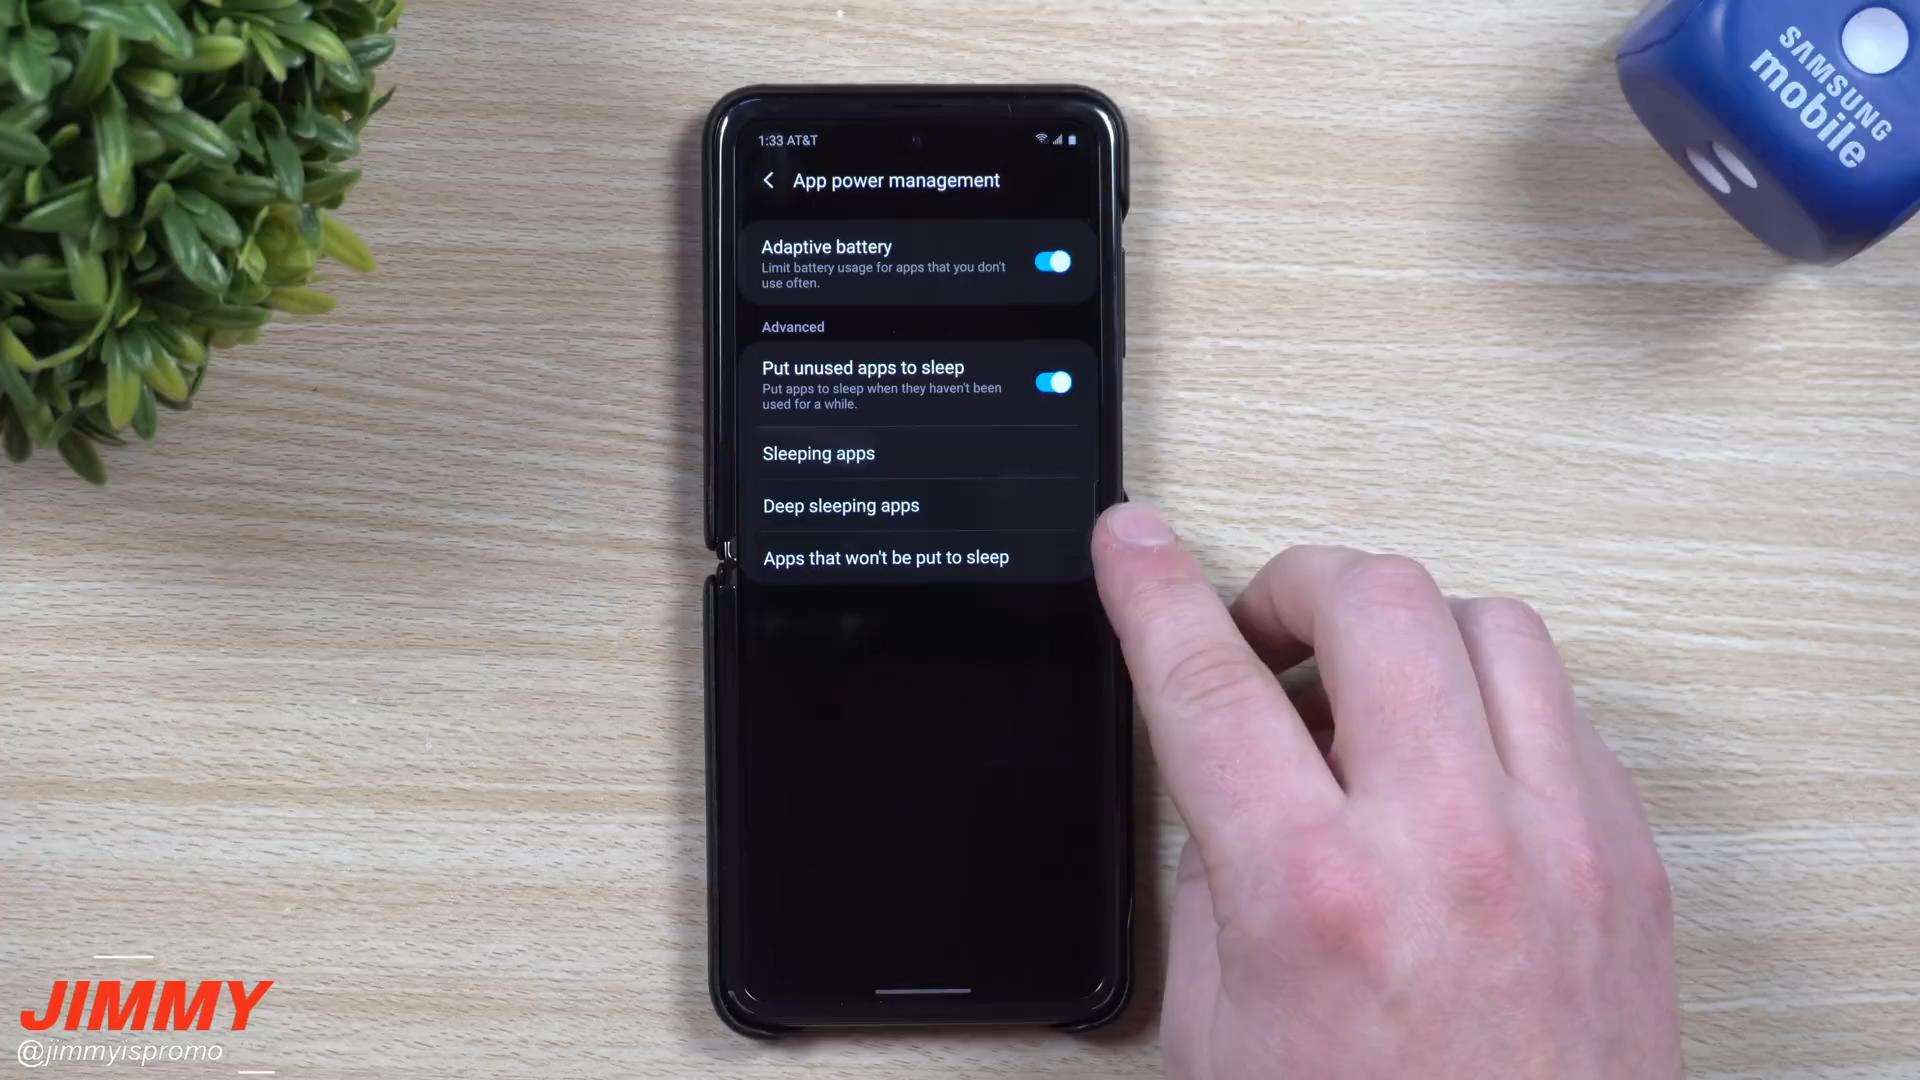 SAMSUNG
mobile
1:33 AT&T
App power management
Adaptive battery
Limit battery usage for apps that you don't
use often.
Advanced
Put unused apps to sleep
Put apps to sleep when they haven't been
used for a while.
Sleeping apps
Deep sleeping apps
Apps that won't be put to sleep
JIMMY
@jimmyispromo